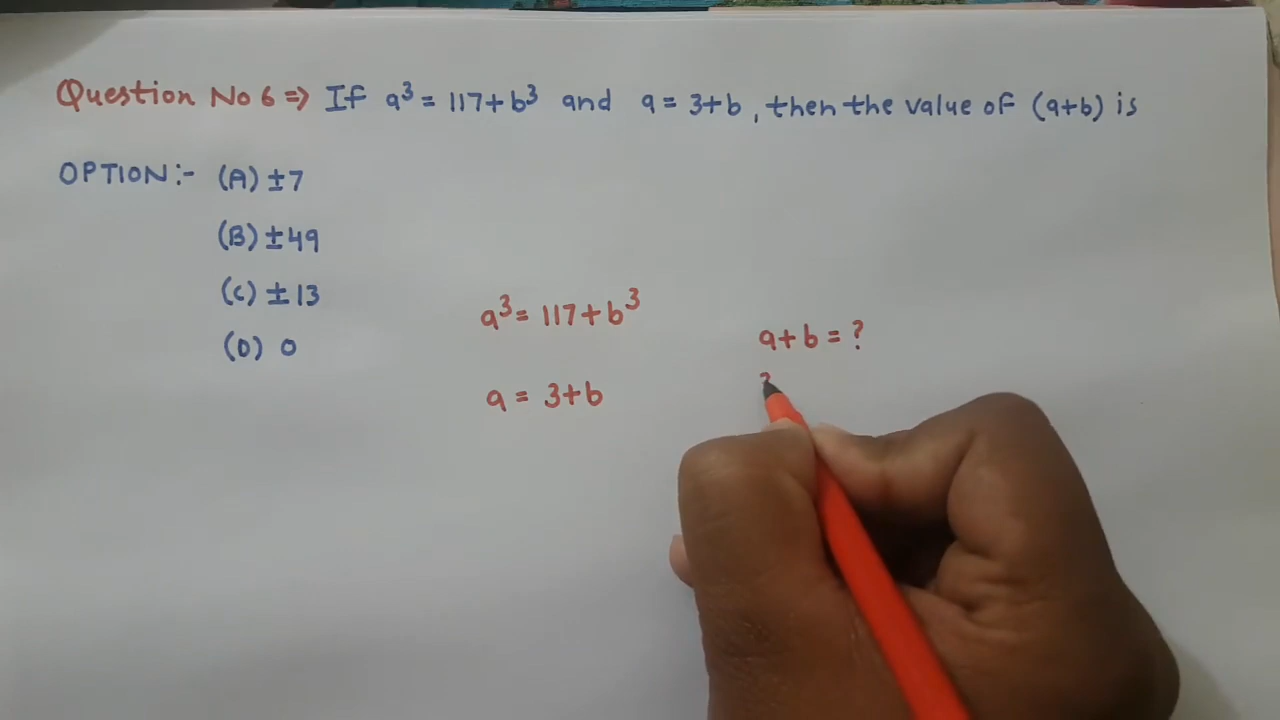 Question No 6 => If a³ = 117+b³ and a = 3+b, then the value of (a+b) is
OPTION:- (A) ±7
(B) ±49
(C) ±13
(D) 0
a³ = 117+b³
a = 3+b
a+b = ?